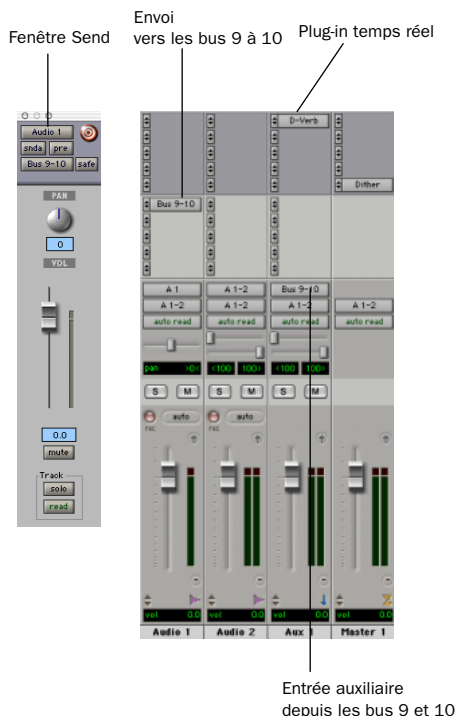 Fenêtre Send
Envoi
vers les bus 9 à 10
Plug-in temps réel
Audio 1
snda pre
Bus 9-10 safe
PAN
0
VOL
0.0
mute
Track
solo
read
D-Verb
Dither
Bus 9-10
A 1 A 1-2 Bus 9-10
A 1-2 A 1-2 A 1-2 A 1-2
auto read auto read auto read auto read
pan >0< <100 100> <100 100>
S M S M S M
auto auto
rec rec
vol 0.0 vol 0.0 vol 0.0 vol 0.0
Audio 1 Audio 2 Aux 1 Master 1
Entrée auxiliaire
depuis les bus 9 et 10